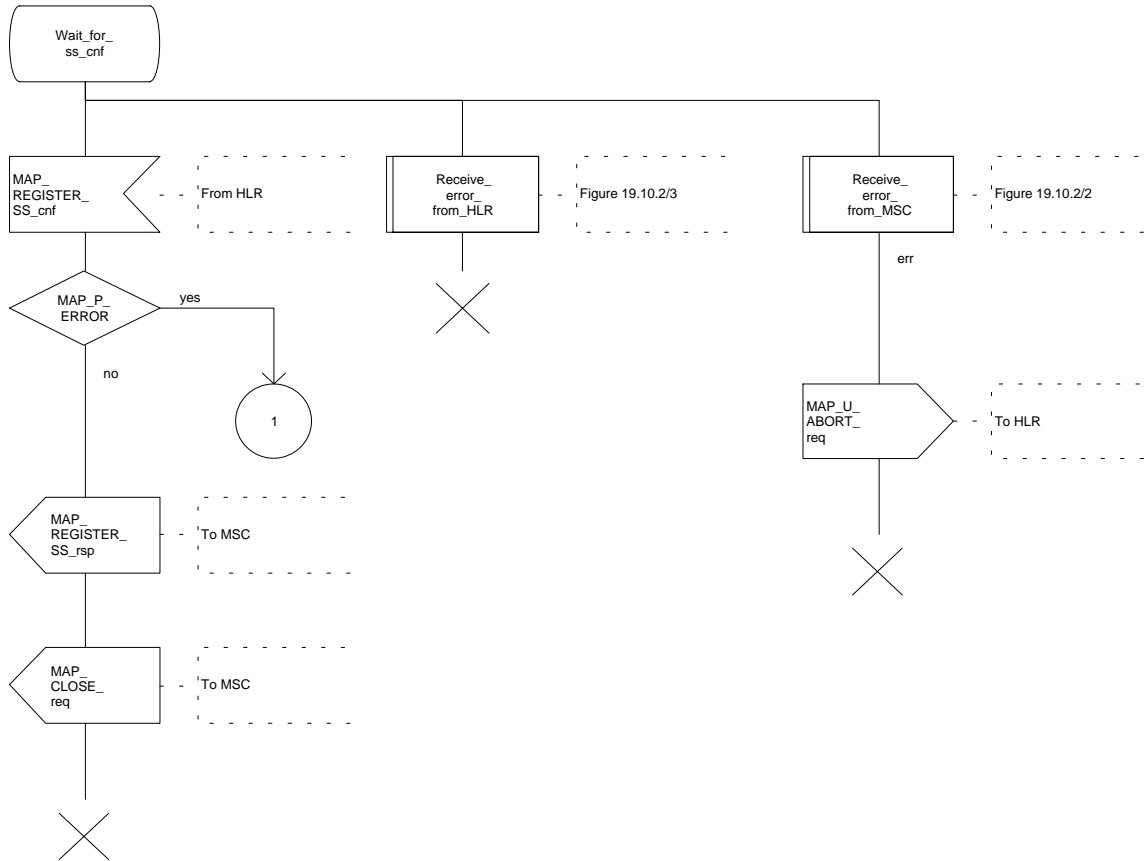 Wait_for_
ss_cnf
MAP_
REGISTER_
SS_cnf
From HLR
Receive_
error_
from_HLR
Figure 19.10.2/3
Receive_
error_
from_MSC
Figure 19.10.2/2
err
MAP_P_
ERROR
yes
no
1
MAP_U_
ABORT_
req
To HLR
MAP_
REGISTER_
SS_rsp
To MSC
MAP_
CLOSE_
req
To MSC